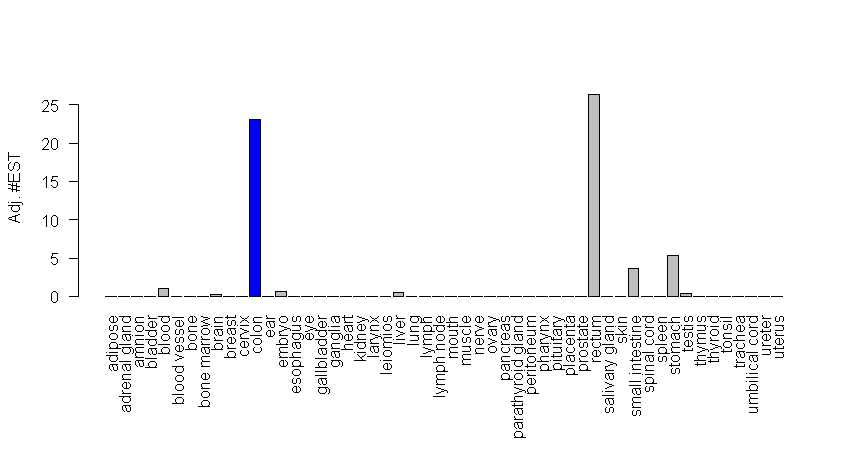 Adj. #EST
25
20
15
10
5
0
adipose
adrenal gland
amnion
bladder
blood
blood vessel
bone
bone marrow
brain
breast
cervix
colon
ear
embryo
esophagus
eye
gallbladder
ganglia
heart
kidney
larynx
leiomios
liver
lung
lymph
lymph node
mouth
muscle
nerve
ovary
pancreas
parathyroid gland
peritoneum
pharynx
pituitary
placenta
prostate
rectum
salivary gland
skin
small intestine
spinal cord
spleen
stomach
testis
thymus
thyroid
tonsil
trachea
umbilical cord
ureter
uterus